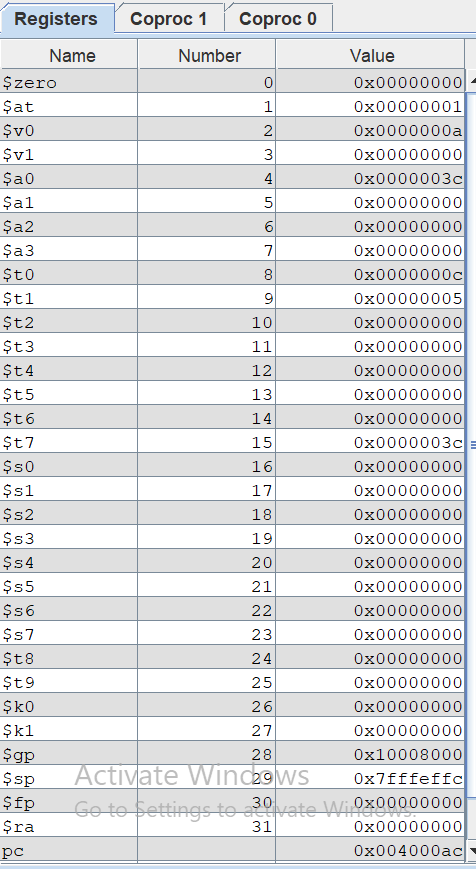 Registers Coproc 1 Coproc 0
Name Number Value
$zero 0 0x00000000
$at 1 0x00000001
$v0 2 0x0000000a
$v1 3 0x00000000
$a0 4 0x0000003c
$a1 5 0x00000000
$a2 6 0x00000000
$a3 7 0x00000000
$t0 8 0x0000000c
$t1 9 0x00000005
$t2 10 0x00000000
$t3 11 0x00000000
$t4 12 0x00000000
$t5 13 0x00000000
$t6 14 0x00000000
$t7 15 0x0000003c
$s0 16 0x00000000
$s1 17 0x00000000
$s2 18 0x00000000
$s3 19 0x00000000
$s4 20 0x00000000
$s5 21 0x00000000
$s6 22 0x00000000
$s7 23 0x00000000
$t8 24 0x00000000
$t9 25 0x00000000
$k0 26 0x00000000
$k1 27 0x00000000
$gp 28 0x10008000
$sp 29 0x7fffeffc
Activate Windows
$fp 30 0x00000000
Go to Settings to activate Windows.
$ra 31 0x00000000
pc 0x004000ac